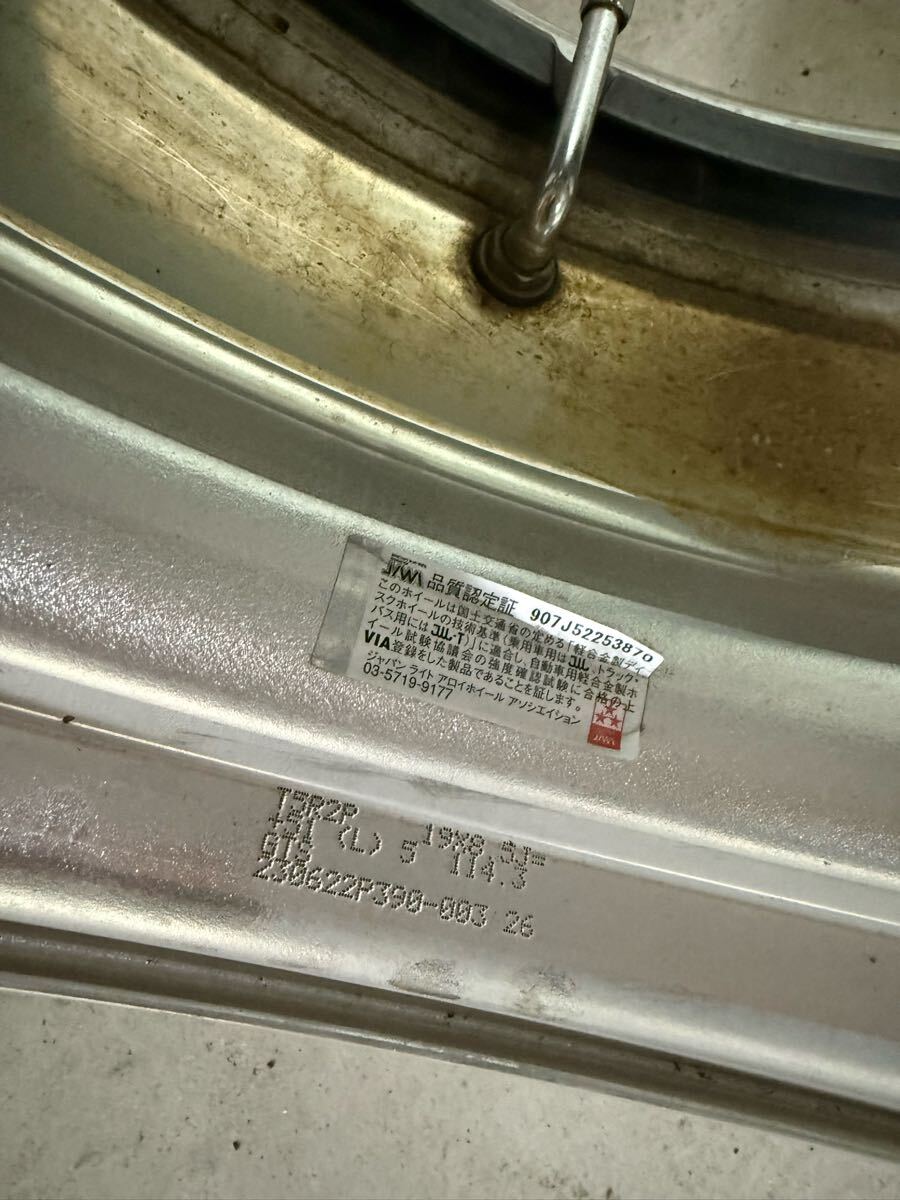 JAWA 品質認定証 907J52253870
このホイールは国土交通省の定める「軽合金製ディ
スクホイールの技術基準(乗用車用はJWL、トラック・
バス用にはJWL-T)」に適合し、自動車用軽合金製ホ
イール試験協議会の強度確認試験に合格の上
VIA登録をした製品であることを証します。
ジャパン ライト アロイホイール アソシエイション
03-5719-9177
JAWA
T5R2P 19X8.5J=
(L) 5 114.3
GTS
230622P390-003 26